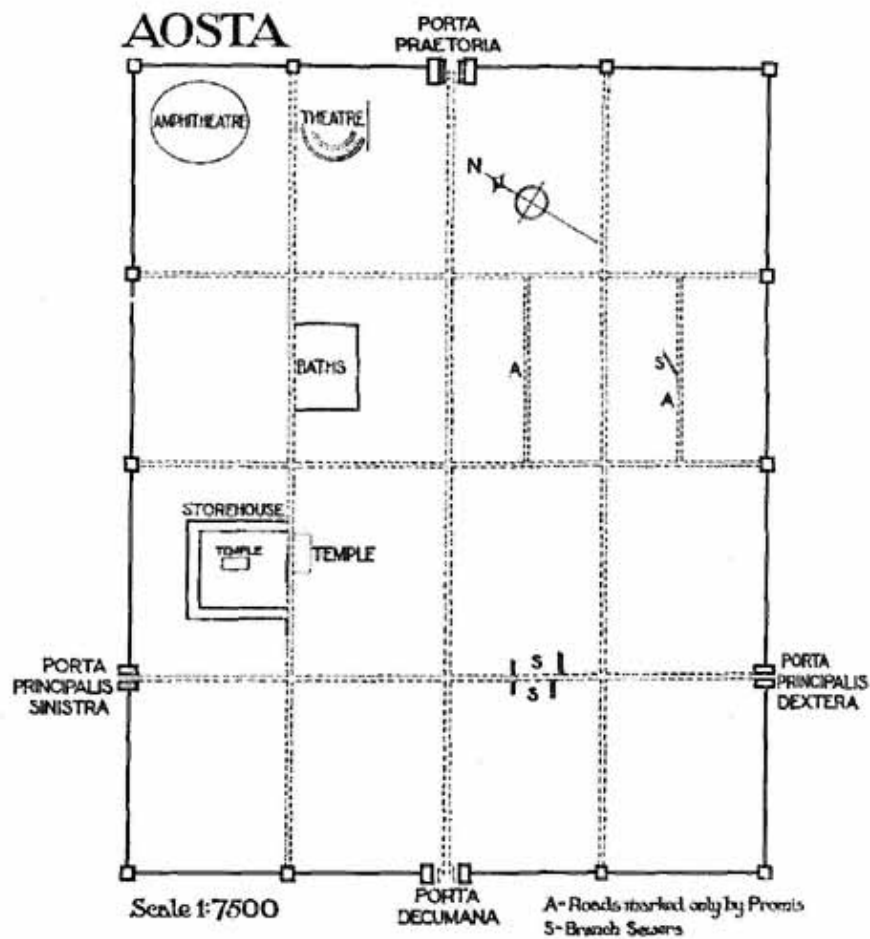 AOSTA
PORTA
PRAETORIA
AMPHITHEATRE
THEATRE
N
BATHS
A
S
A
STOREHOUSE
TEMPLE
TEMPLE
PORTA
PRINCIPALIS
SINISTRA
S
S
PORTA
PRINCIPALIS
DEXTERA
Scale 1:7500
PORTA
DECUMANA
A-Roads marked only by Promis
S-Branch Sewers